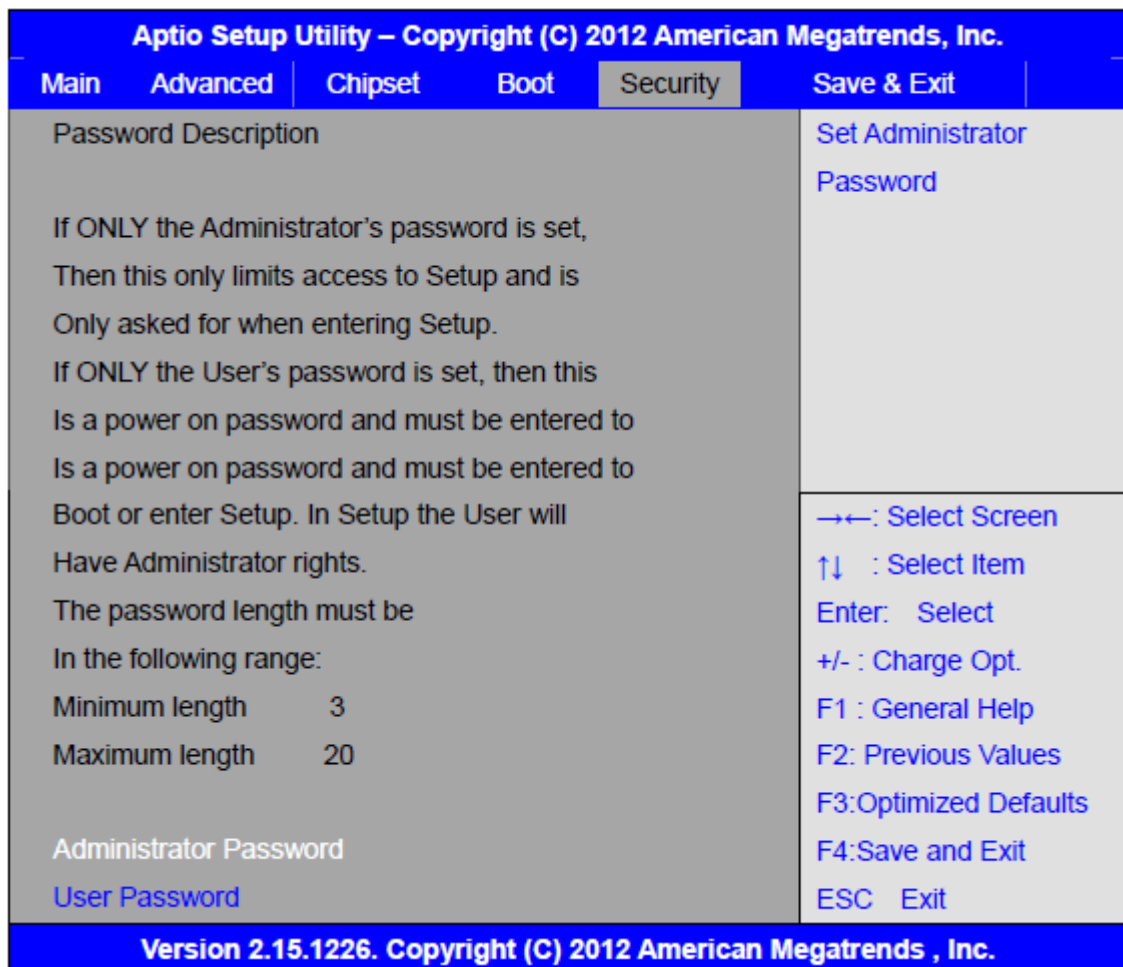 Aptio Setup Utility – Copyright (C) 2012 American Megatrends, Inc.
Main Advanced Chipset Boot Security Save & Exit
Password Description
If ONLY the Administrator’s password is set,
Then this only limits access to Setup and is
Only asked for when entering Setup.
If ONLY the User’s password is set, then this
Is a power on password and must be entered to
Is a power on password and must be entered to
Boot or enter Setup. In Setup the User will
Have Administrator rights.
The password length must be
In the following range:
Minimum length 3
Maximum length 20
Administrator Password
User Password
Set Administrator
Password
→←: Select Screen
↑↓ : Select Item
Enter: Select
+/- : Charge Opt.
F1 : General Help
F2: Previous Values
F3:Optimized Defaults
F4:Save and Exit
ESC Exit
Version 2.15.1226. Copyright (C) 2012 American Megatrends , Inc.